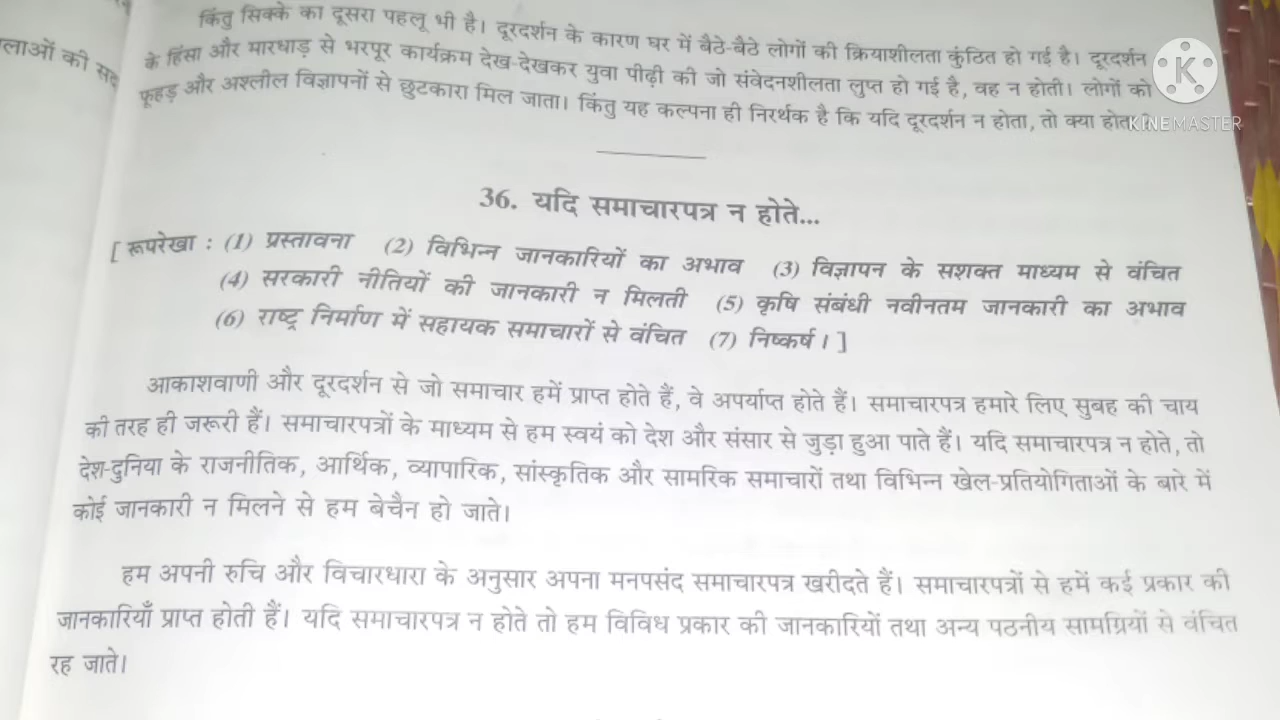 किंतु सिक्के का दूसरा पहलू भी है। दूरदर्शन के कारण घर में बैठे-बैठे लोगों की क्रियाशीलता कुंठित हो गई है। दूरदर्शन
के हिंसा और मारधाड़ से भरपूर कार्यक्रम देख-देखकर युवा पीढ़ी की जो संवेदनशीलता लुप्त हो गई है, वह न होती। लोगों को
फूहड़ और अश्लील विज्ञापनों से छुटकारा मिल जाता। किंतु यह कल्पना ही निरर्थक है कि यदि दूरदर्शन न होता, तो क्या
लाओं की
K
KINEMASTER
36. यदि समाचारपत्र न होते...
[ रूपरेखा : (1) प्रस्तावना (2) विभिन्न जानकारियों का अभाव (3) विज्ञापन के सशक्त माध्यम से वंचित
(4) सरकारी नीतियों की जानकारी न मिलती (5) कृषि संबंधी नवीनतम जानकारी का अभाव
(6) राष्ट्र निर्माण में सहायक समाचारों से वंचित (7) निष्कर्ष। ]
आकाशवाणी और दूरदर्शन से जो समाचार हमें प्राप्त होते हैं, वे अपर्याप्त होते हैं। समाचारपत्र हमारे लिए सुबह की चाय
की तरह ही जरूरी हैं। समाचारपत्रों के माध्यम से हम स्वयं को देश और संसार से जुड़ा हुआ पाते हैं। यदि समाचारपत्र न होते, तो
देश-दुनिया के राजनीतिक, आर्थिक, व्यापारिक, सांस्कृतिक और सामरिक समाचारों तथा विभिन्न खेल-प्रतियोगिताओं के बारे में
कोई जानकारी न मिलने से हम बेचैन हो जाते।
हम अपनी रुचि और विचारधारा के अनुसार अपना मनपसंद समाचारपत्र खरीदते हैं। समाचारपत्रों से हमें कई प्रकार की
जानकारियाँ प्राप्त होती हैं। यदि समाचारपत्र न होते तो हम विविध प्रकार की जानकारियों तथा अन्य पठनीय सामग्रियों से वंचित
रह जाते।